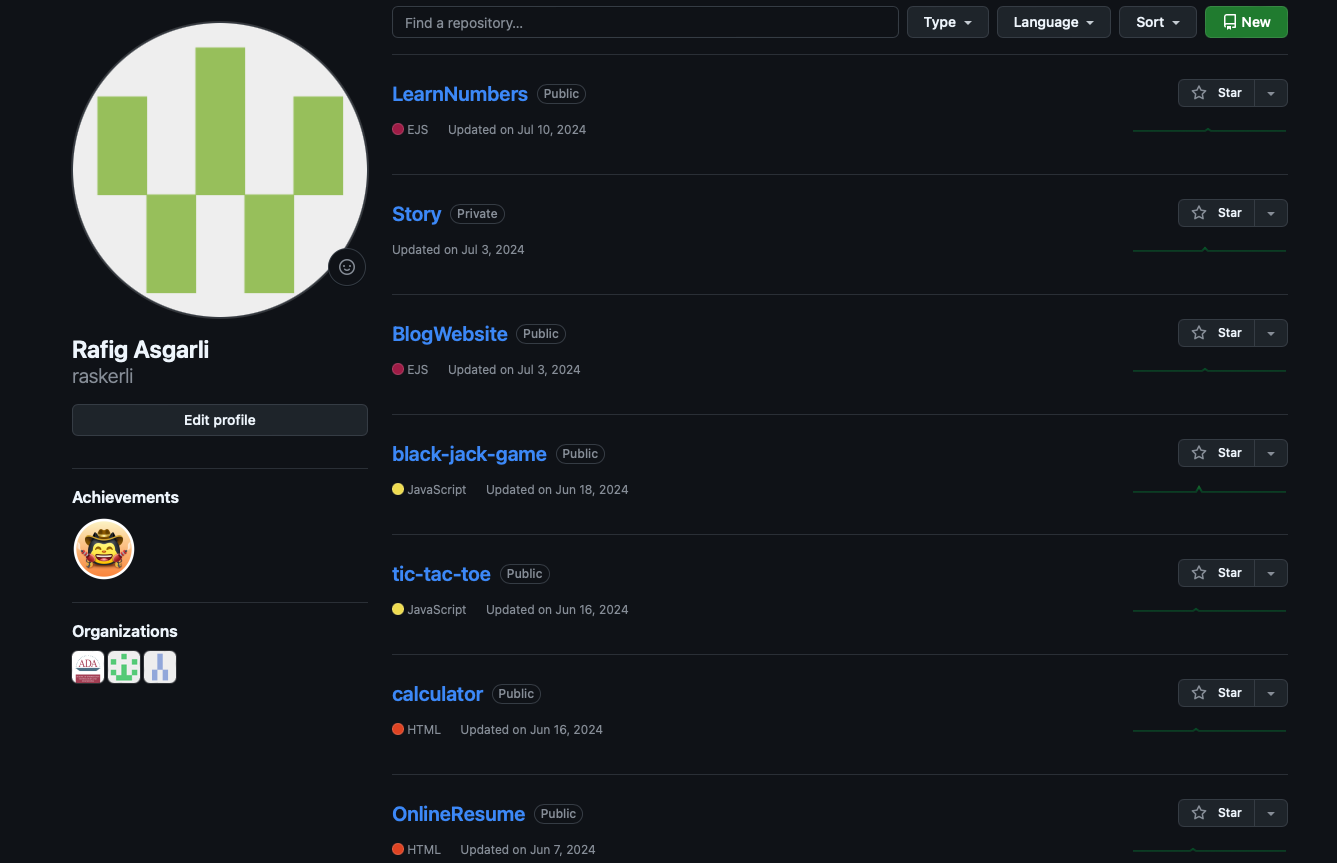 Find a repository...
Type
Language
Sort
New
Rafig Asgarli
raskerli
Edit profile
Achievements
Organizations
ADA
LearnNumbers Public
Star
EJS Updated on Jul 10, 2024
Story Private
Star
Updated on Jul 3, 2024
BlogWebsite Public
Star
EJS Updated on Jul 3, 2024
black-jack-game Public
Star
JavaScript Updated on Jun 18, 2024
tic-tac-toe Public
Star
JavaScript Updated on Jun 16, 2024
calculator Public
Star
HTML Updated on Jun 16, 2024
OnlineResume Public
Star
HTML Updated on Jun 7, 2024